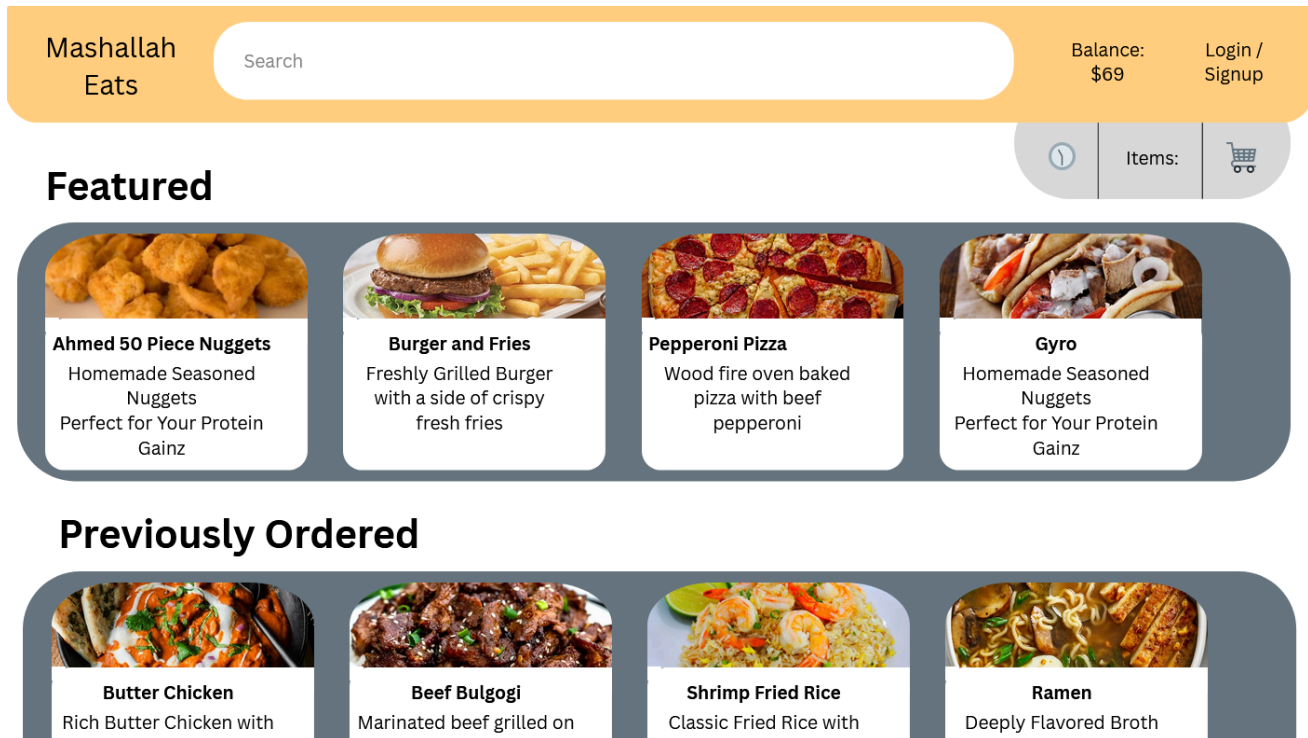 Mashallah
Eats
Search
Balance:
$69
Login /
Signup
Items:
Featured
Ahmed 50 Piece Nuggets
Homemade Seasoned
Nuggets
Perfect for Your Protein
Gainz
Burger and Fries
Freshly Grilled Burger
with a side of crispy
fresh fries
Pepperoni Pizza
Wood fire oven baked
pizza with beef
pepperoni
Gyro
Homemade Seasoned
Nuggets
Perfect for Your Protein
Gainz
Previously Ordered
Butter Chicken
Rich Butter Chicken with
Beef Bulgogi
Marinated beef grilled on
Shrimp Fried Rice
Classic Fried Rice with
Ramen
Deeply Flavored Broth